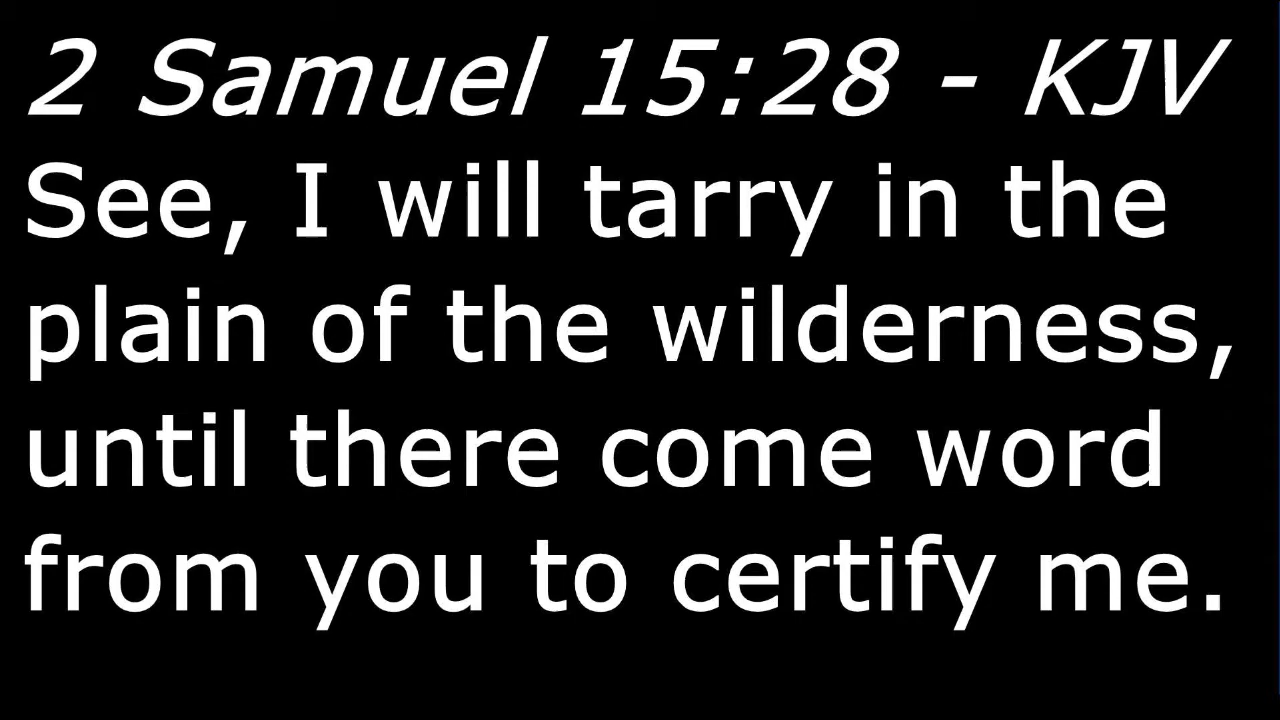 2 Samuel 15:28 - KJV
See, I will tarry in the
plain of the wilderness,
until there come word
from you to certify me.